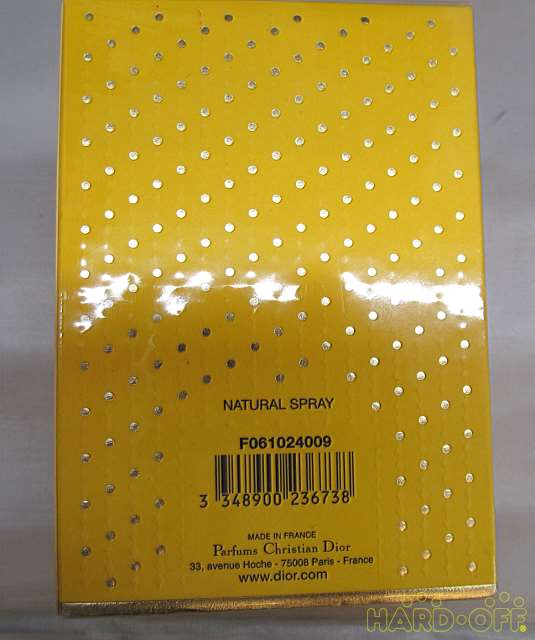 NATURAL SPRAY
F061024009
3 348900 236738
MADE IN FRANCE
Parfums Christian Dior
33, avenue Hoche - 75008 Paris - France
www.dior.com
HARD-OFF